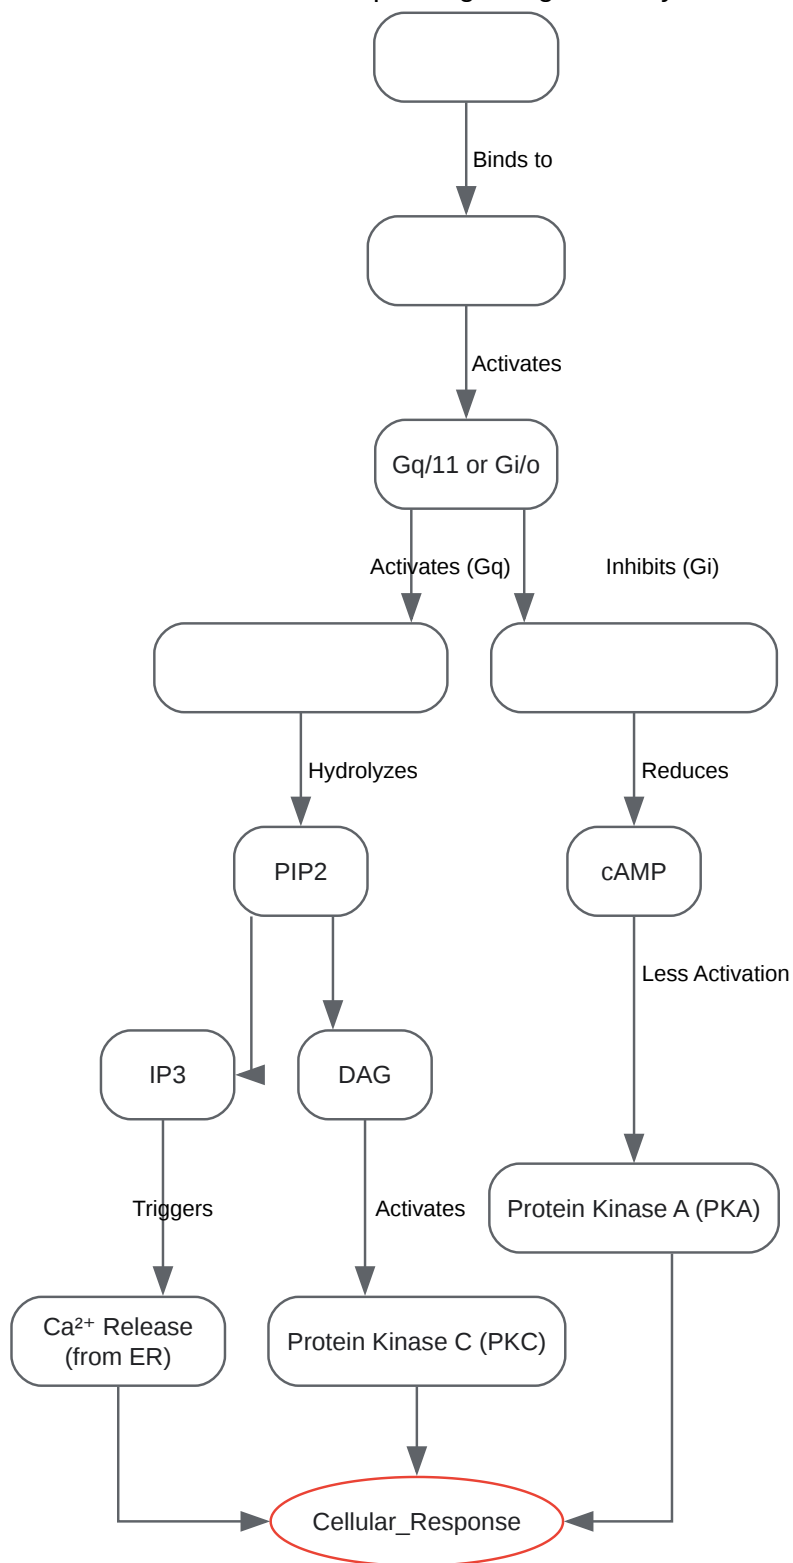 Binds to
Activates
Gq/11 or Gi/o
Activates (Gq)
Inhibits (Gi)
Hydrolyzes
Reduces
PIP2
cAMP
Less Activation
IP3
DAG
Triggers
Activates
Protein Kinase A (PKA)
Ca²⁺ Release
(from ER)
Protein Kinase C (PKC)
Cellular_Response